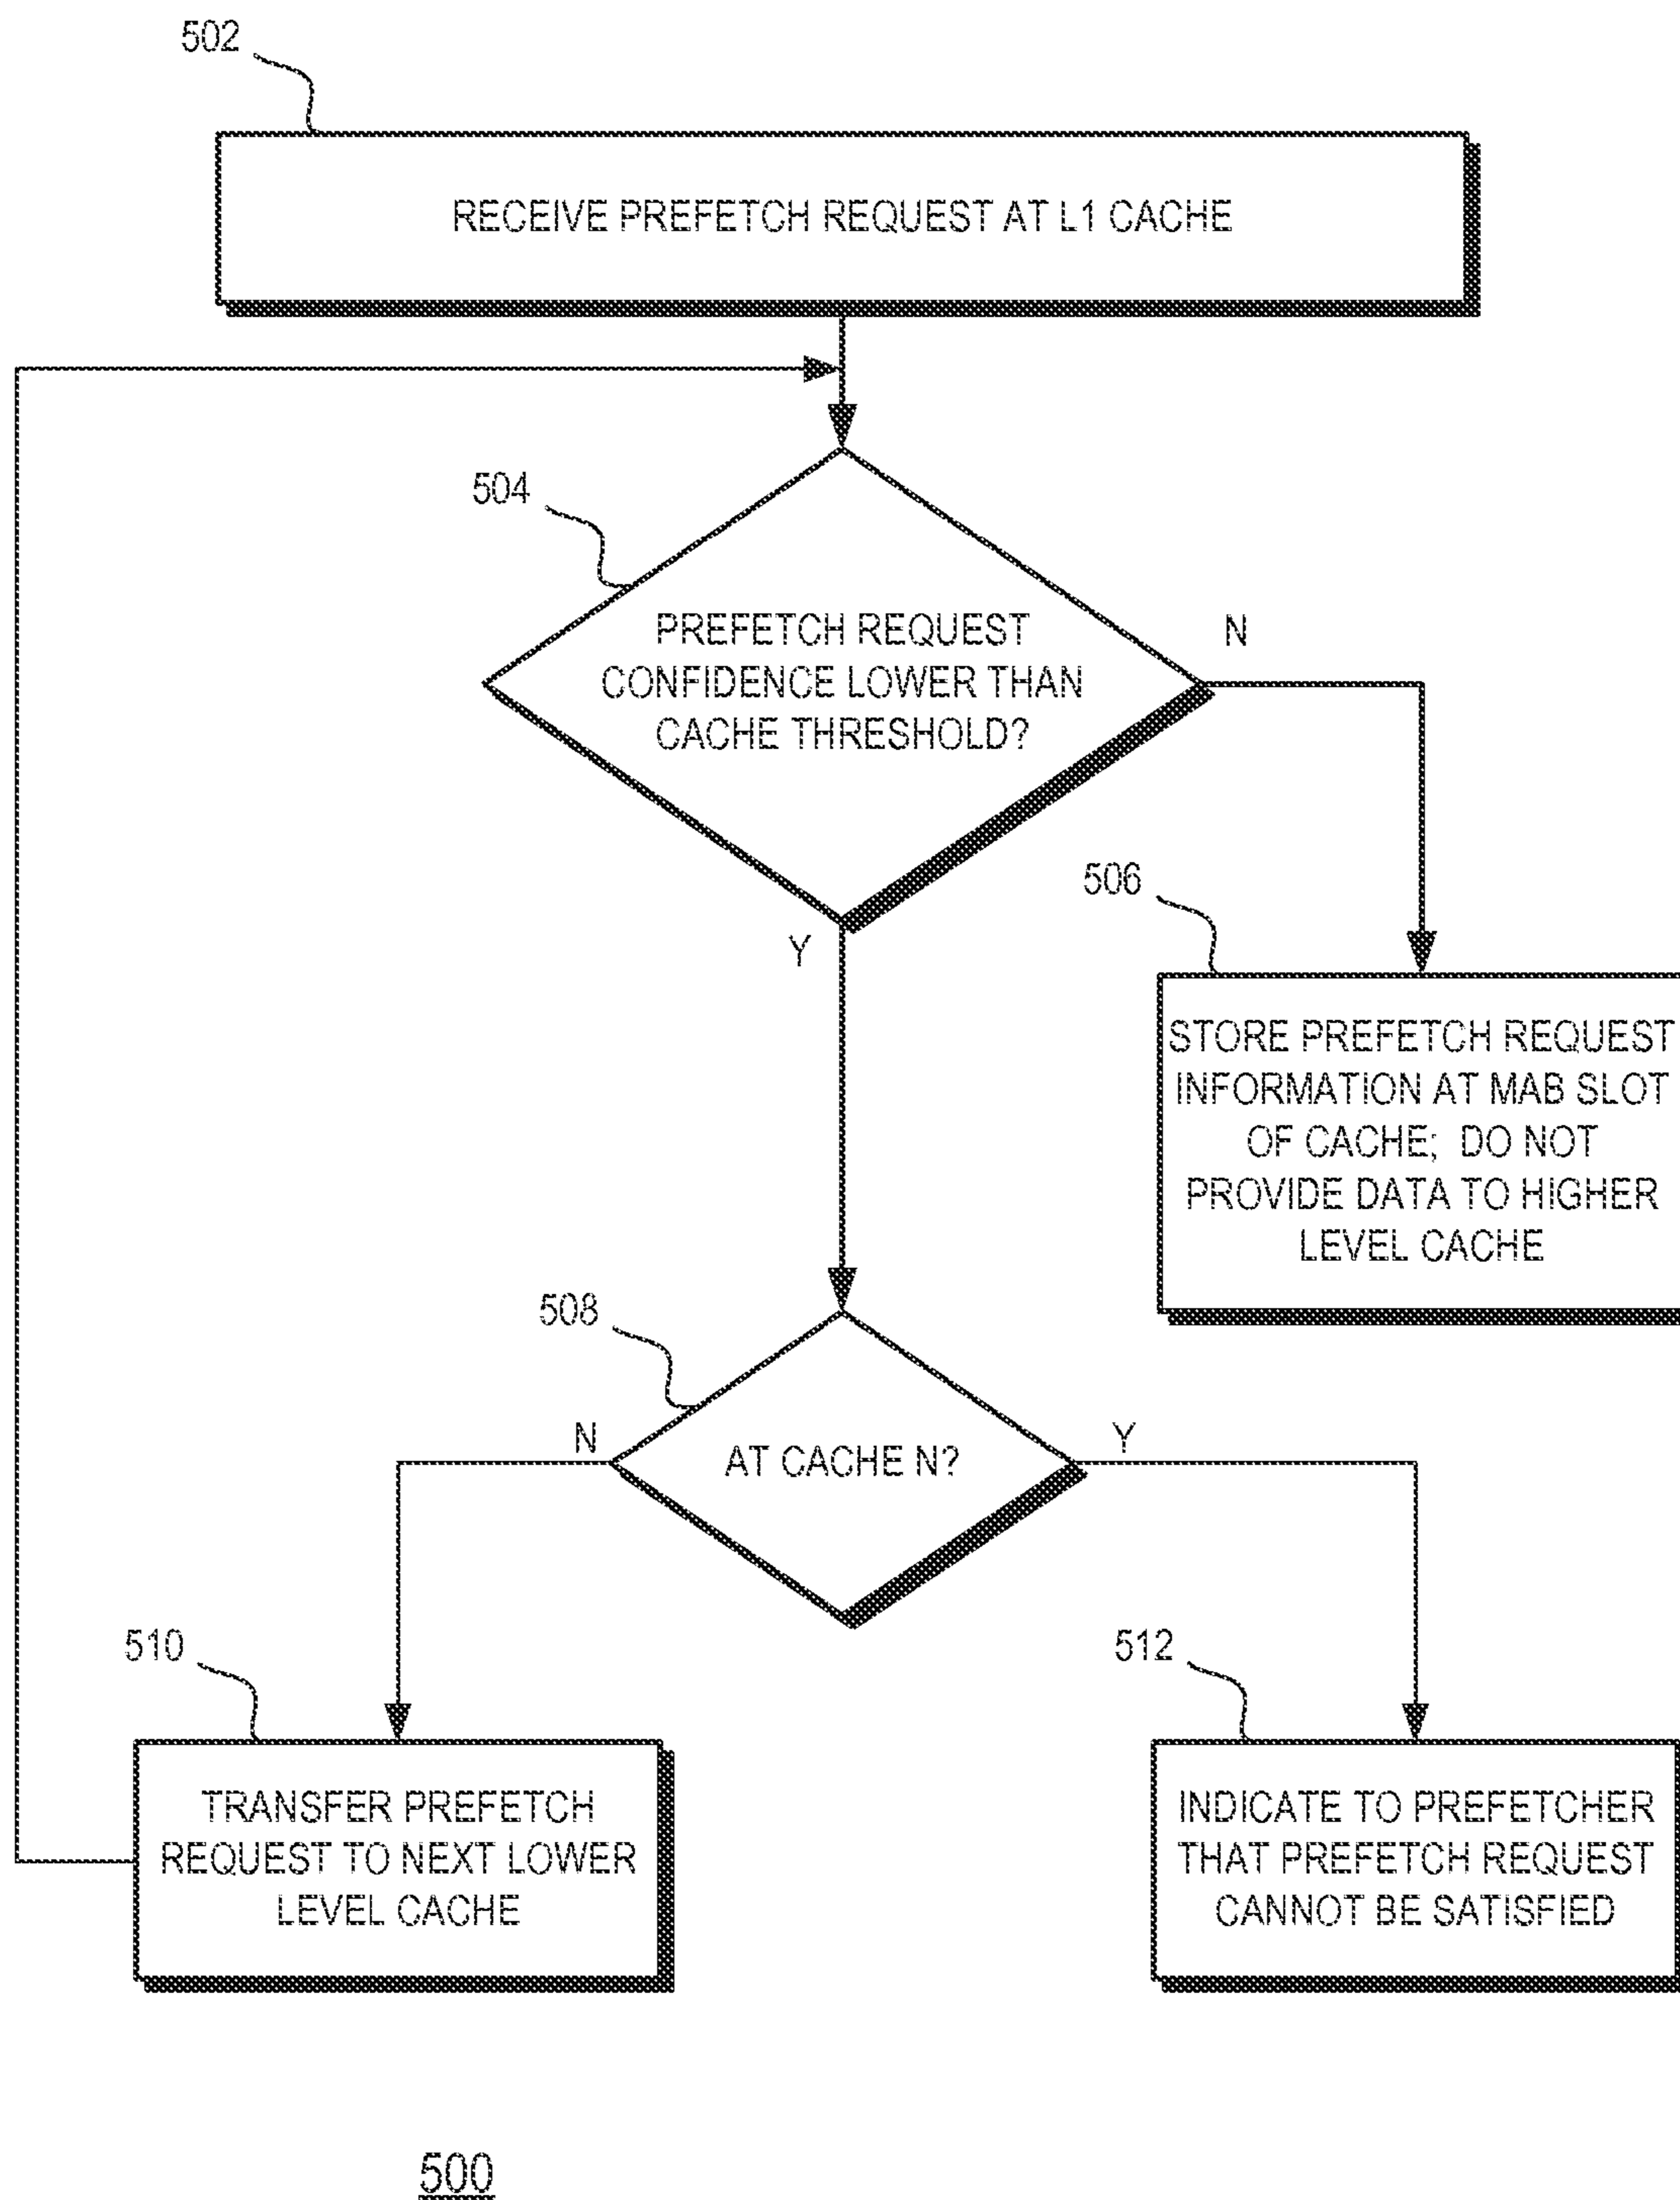 502
RECEIVE PREFETCH REQUEST AT L1 CACHE
504
PREFETCH REQUEST
CONFIDENCE LOWER THAN
CACHE THRESHOLD?
N
Y
506
STORE PREFETCH REQUEST
INFORMATION AT MAB SLOT
OF CACHE; DO NOT
PROVIDE DATA TO HIGHER
LEVEL CACHE
508
AT CACHE N?
N
Y
510
TRANSFER PREFETCH
REQUEST TO NEXT LOWER
LEVEL CACHE
512
INDICATE TO PREFETCHER
THAT PREFETCH REQUEST
CANNOT BE SATISFIED
500